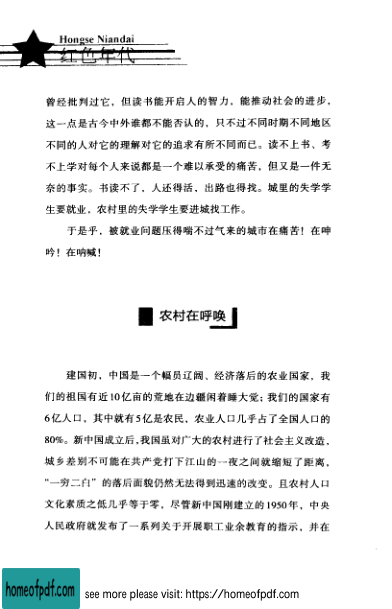 Hongse Niandai
红色年代
曾经批判过它，但读书能开启人的智力，能推动社会的进步，
这一点是古今中外谁都不能否认的，只不过不同时期不同地区
不同的人对它的理解对它的追求有所不同而已。读不上书、考
不上学对每个人来说都是一个难以承受的痛苦，但又是一件无
奈的事实。书读不了，人还得活，出路也得找。城里的失学学
生要就业，农村里的失学学生要进城找工作。
于是乎，被就业问题压得喘不过气来的城市在痛苦！在呻
吟！在呐喊！
农村在呼唤
建国初，中国是一个幅员辽阔、经济落后的农业国家，我
们的祖国有近10亿亩的荒地在边疆闲着睡大觉；我们的国家有
6亿人口，其中就有5亿是农民，农业人口几乎占了全国人口的
80%。新中国成立后，我国虽对广大的农村进行了社会主义改造，
城乡差别不可能在共产党打下江山的一夜之间就缩短了距离，
“一穷二白”的落后面貌仍然无法得到迅速的改变。且农村人口
文化素质之低几乎等于零，尽管新中国刚建立的1950年，中央
人民政府就发布了一系列关于开展职工业余教育的指示，并在
homeofpdf.com
see more please visit: https://homeofpdf.com